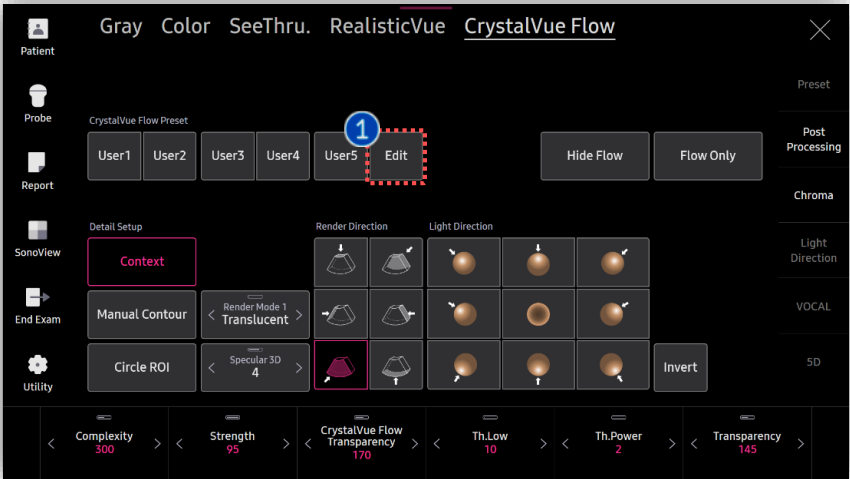 Gray Color SeeThru. RealisticVue CrystalVue Flow
Patient
Probe
Report
SonoView
End Exam
Utility
CrystalVue Flow Preset
1
User1 User2 User3 User4 User5 Edit Hide Flow Flow Only
Detail Setup
Render Direction
Light Direction
Context
Manual Contour
< Render Mode 1 >
Translucent
Circle ROI
< Specular 3D >
4
Invert
Preset
Post
Processing
Chroma
Light
Direction
VOCAL
5D
< Complexity >
300
< Strength >
95
< CrystalVue Flow
Transparency >
170
< Th.Low >
10
< Th.Power >
2
< Transparency >
145